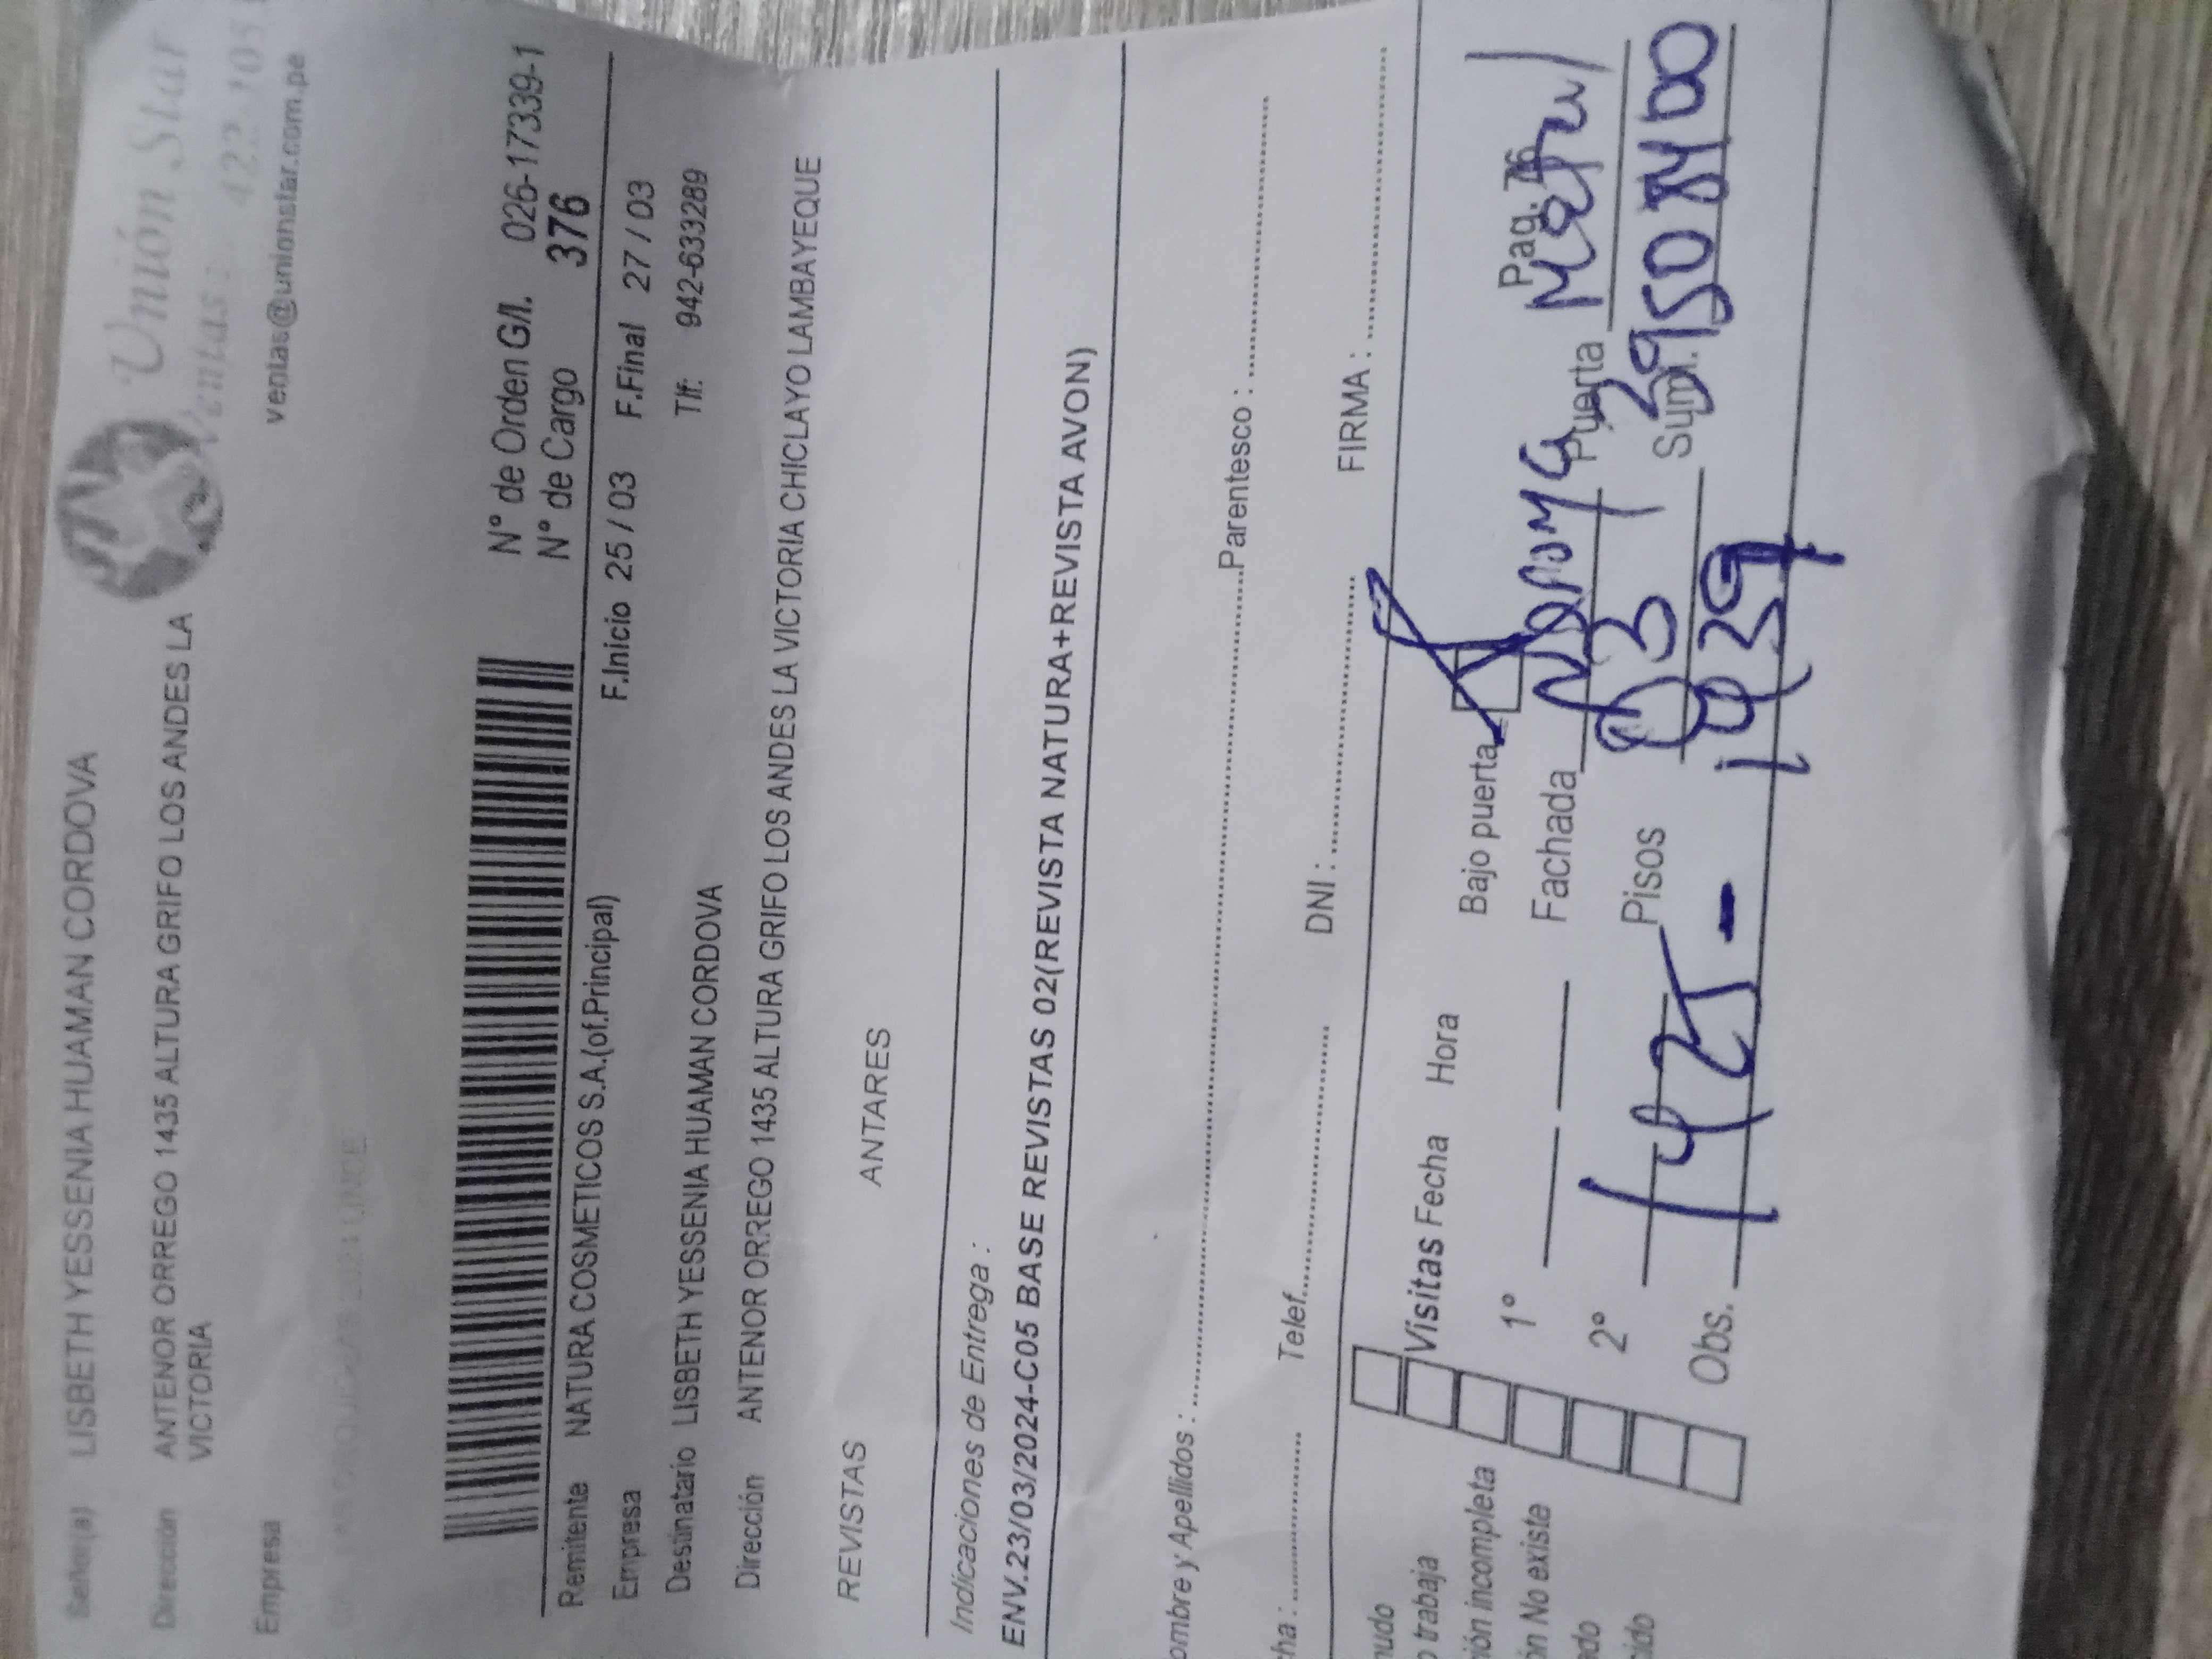 Señor(a) LISBETH YESSENIA HUAMAN CORDOVA
Unión Star
Dirección ANTENOR ORREGO 1435 ALTURA GRIFO LOS ANDES LA
VICTORIA
Ventas:
Empresa
ventas@unionstar.com.pe
N° de Orden G/I. 026-17339-1
N° de Cargo 376
Remitente NATURA COSMETICOS S.A.(of.Principal)
F.Inicio 25 / 03 F.Final 27 / 03
Empresa
Destinatario LISBETH YESSENIA HUAMAN CORDOVA
Tlf: 942-633289
Dirección ANTENOR ORREGO 1435 ALTURA GRIFO LOS ANDES LA VICTORIA CHICLAYO LAMBAYEQUE
REVISTAS ANTARES
Indicaciones de Entrega :
ENV.23/03/2024-C05 BASE REVISTAS 02(REVISTA NATURA+REVISTA AVON)
ombre y Apellidos : Parentesco :
ha : Telef. DNI : FIRMA :
nudo
o trabaja
ión incompleta
ón No existe
Visitas Fecha Hora
Bajo puerta
Pag. 76
1°
Fachada
Puerta
2°
Pisos 03
Sum.
Obs. 1425 -